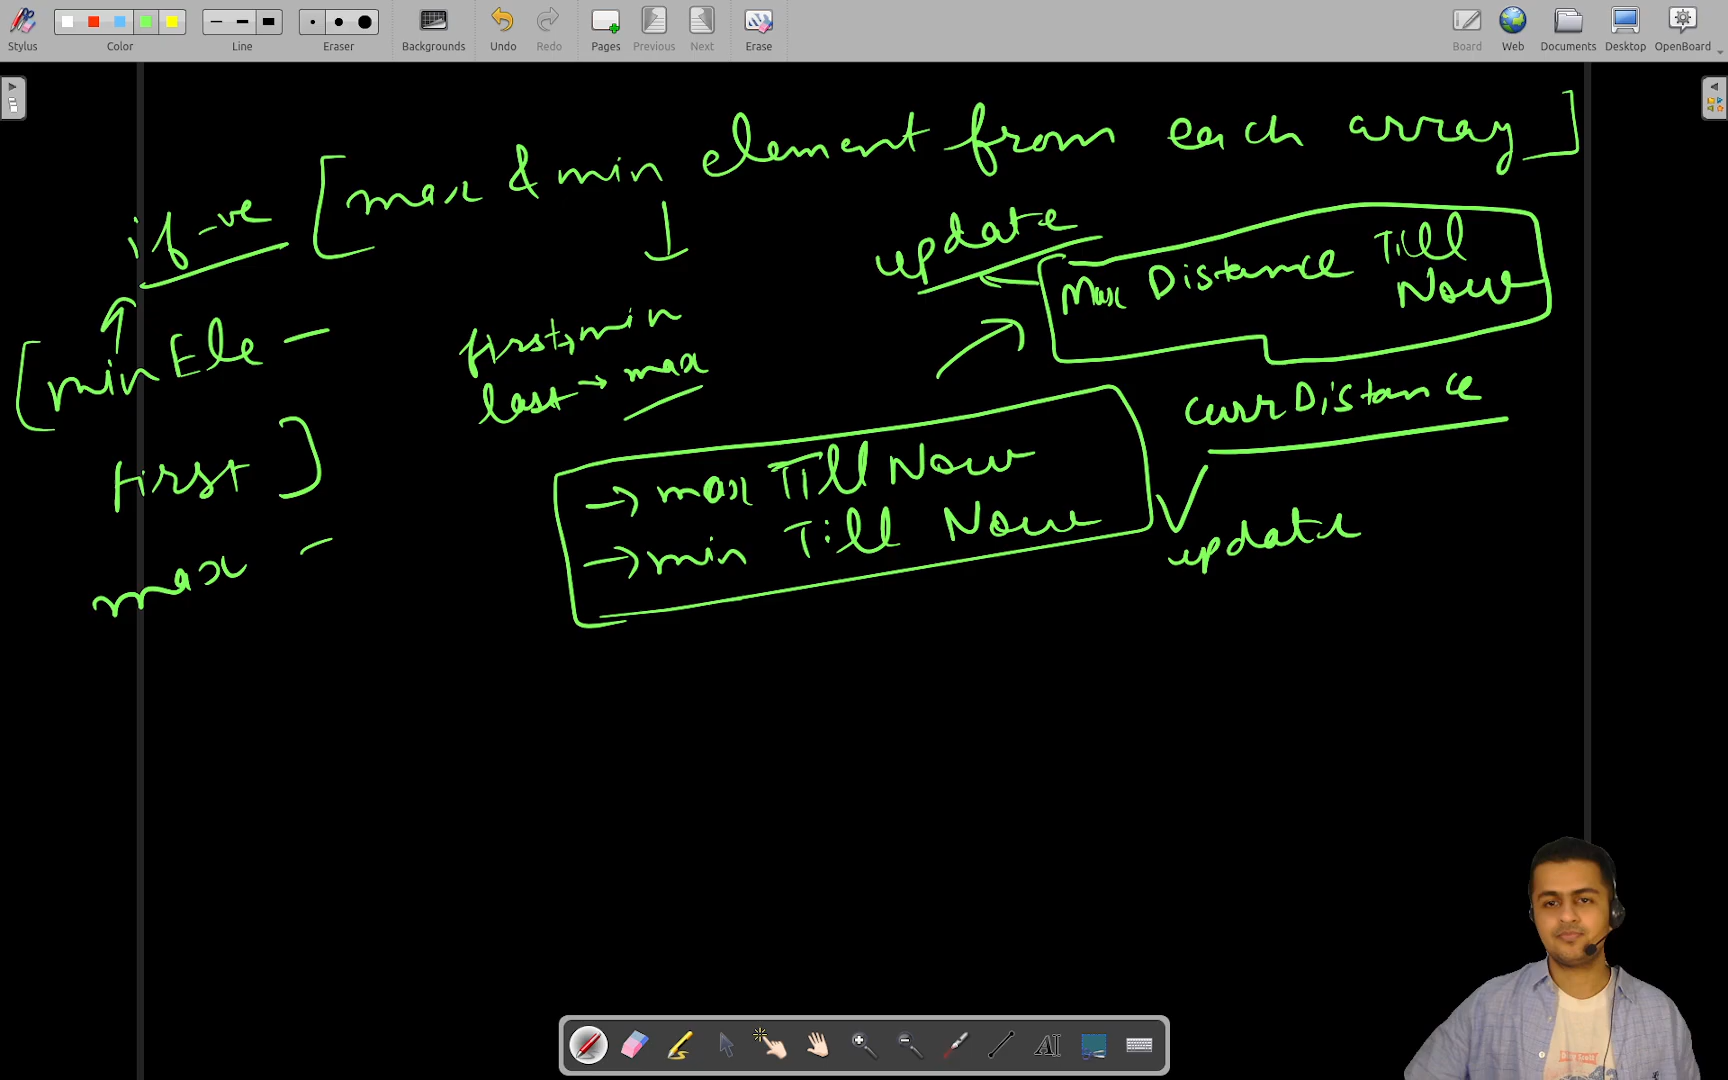 Stylus Color Line Eraser Backgrounds Undo Redo Pages Previous Next Erase Board Web Documents Desktop OpenBoard
[max & min element from each array]
if -ve
update
Max Distance Till
Now
[minEle -
first → min
last → max
currDistance
first]
→ max Till Now
→ min Till Now
update
max -
AI